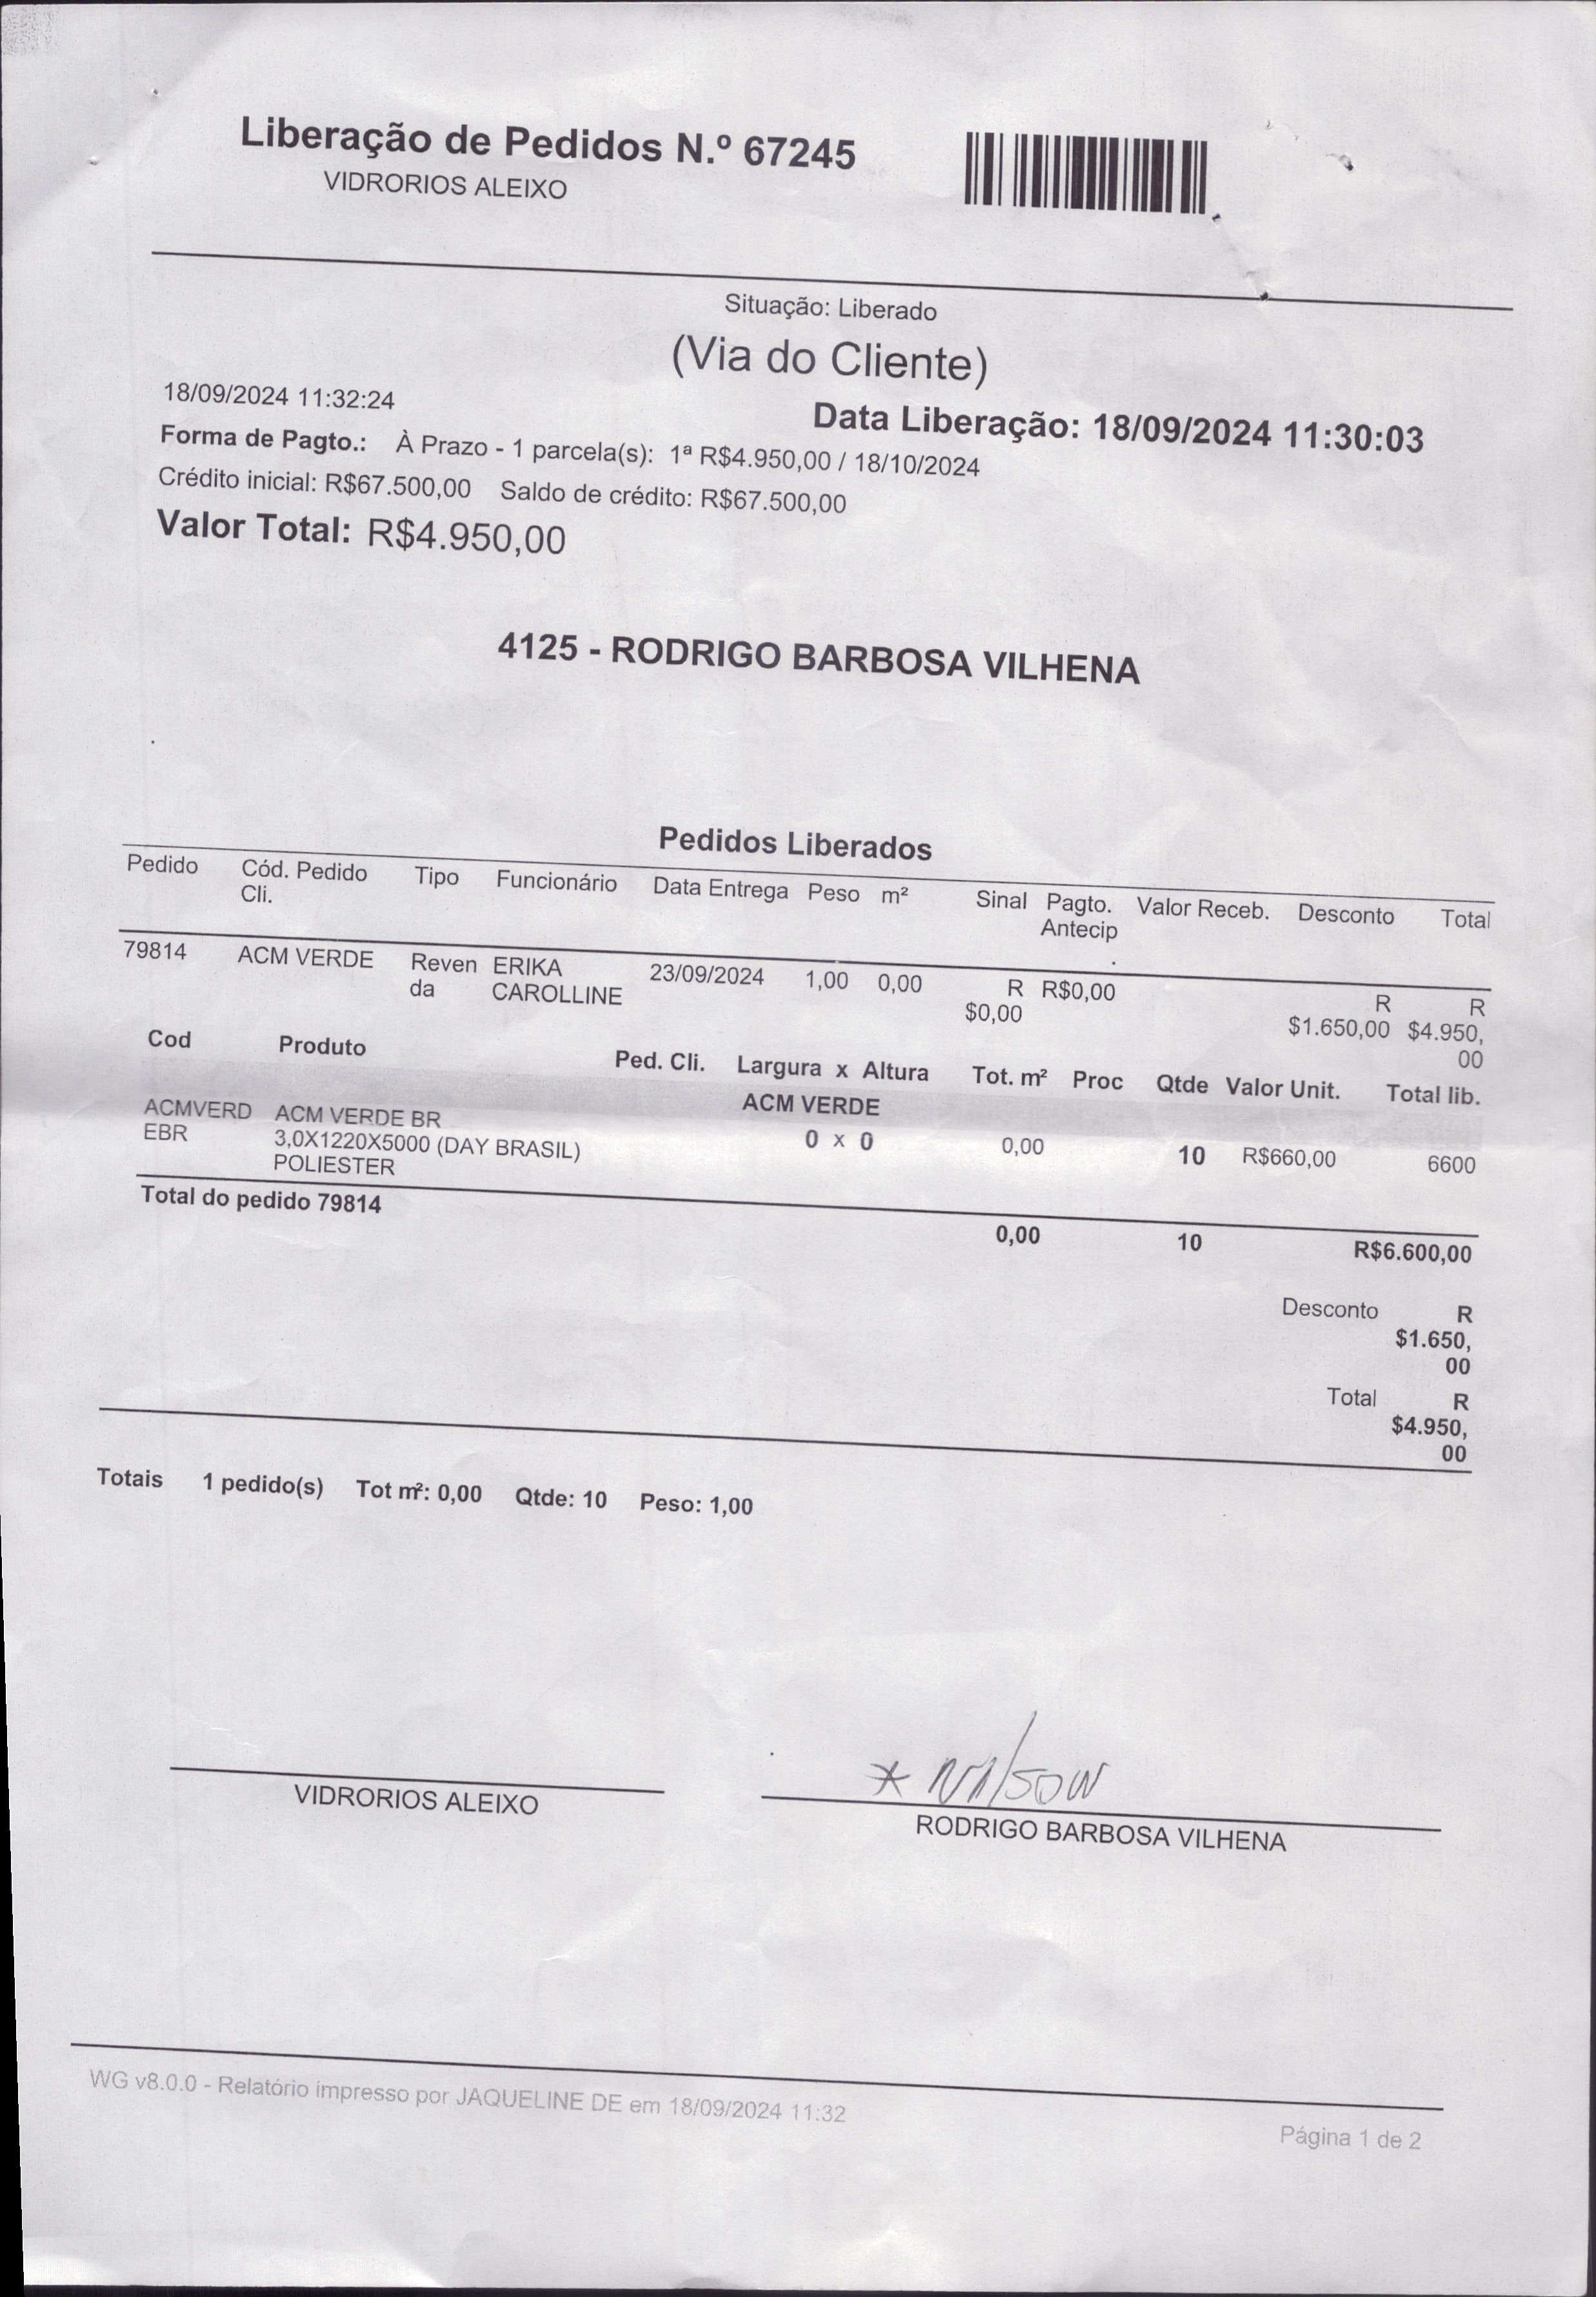 Liberação de Pedidos N.º 67245
VIDRORIOS ALEIXO
Situação: Liberado
(Via do Cliente)
18/09/2024 11:32:24
Data Liberação: 18/09/2024 11:30:03
Forma de Pagto.: À Prazo - 1 parcela(s): 1ª R$4.950,00 / 18/10/2024
Crédito inicial: R$67.500,00 Saldo de crédito: R$67.500,00
Valor Total: R$4.950,00
4125 - RODRIGO BARBOSA VILHENA
Pedidos Liberados
Pedido Cód. Pedido Tipo Funcionário Data Entrega Peso m² Sinal Pagto. Valor Receb. Desconto Total
Cli. Antecip
79814 ACM VERDE Reven ERIKA 23/09/2024 1,00 0,00 R R$0,00 R R
da CAROLLINE $0,00 $1.650,00 $4.950,
00
Cod Produto Ped. Cli. Largura x Altura Tot. m² Proc Qtde Valor Unit. Total lib.
ACM VERDE
ACMVERD ACM VERDE BR
EBR 3,0X1220X5000 (DAY BRASIL) 0 x 0 0,00 10 R$660,00 6600
POLIESTER
Total do pedido 79814 0,00 10 R$6.600,00
Desconto R
$1.650,
00
Total R
$4.950,
00
Totais 1 pedido(s) Tot m²: 0,00 Qtde: 10 Peso: 1,00
* Nilson
VIDRORIOS ALEIXO RODRIGO BARBOSA VILHENA
WG v8.0.0 - Relatório impresso por JAQUELINE DE em 18/09/2024 11:32
Página 1 de 2